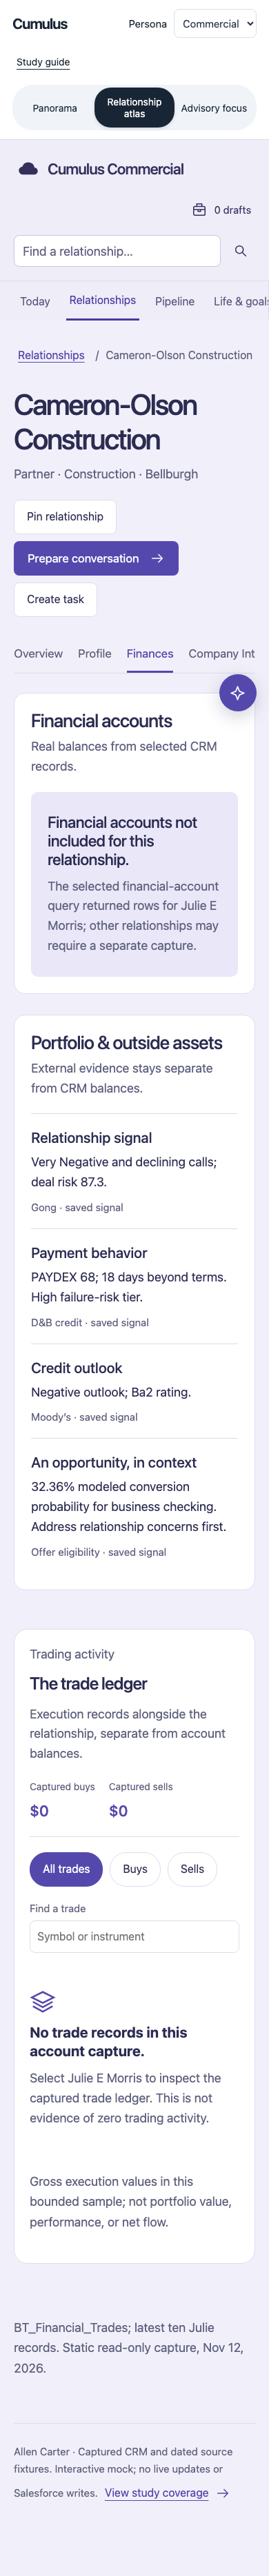 Cumulus
Persona
Commercial
Study guide
Panorama
Relationship
atlas
Advisory focus
Cumulus Commercial
0 drafts
Find a relationship...
Today
Relationships
Pipeline
Life & goals
Relationships / Cameron-Olson Construction
Cameron-Olson
Construction
Partner · Construction · Bellburgh
Pin relationship
Prepare conversation →
Create task
Overview
Profile
Finances
Company Int
Financial accounts
Real balances from selected CRM
records.
Financial accounts not
included for this
relationship.
The selected financial-account
query returned rows for Julie E
Morris; other relationships may
require a separate capture.
Portfolio & outside assets
External evidence stays separate
from CRM balances.
Relationship signal
Very Negative and declining calls;
deal risk 87.3.
Gong · saved signal
Payment behavior
PAYDEX 68; 18 days beyond terms.
High failure-risk tier.
D&B credit · saved signal
Credit outlook
Negative outlook; Ba2 rating.
Moody's · saved signal
An opportunity, in context
32.36% modeled conversion
probability for business checking.
Address relationship concerns first.
Offer eligibility · saved signal
Trading activity
The trade ledger
Execution records alongside the
relationship, separate from account
balances.
Captured buys
Captured sells
$0
$0
All trades
Buys
Sells
Find a trade
Symbol or instrument
No trade records in this
account capture.
Select Julie E Morris to inspect the
captured trade ledger. This is not
evidence of zero trading activity.
Gross execution values in this
bounded sample; not portfolio value,
performance, or net flow.
BT_Financial_Trades; latest ten Julie
records. Static read-only capture, Nov 12,
2026.
Allen Carter · Captured CRM and dated source
fixtures. Interactive mock; no live updates or
Salesforce writes. View study coverage →